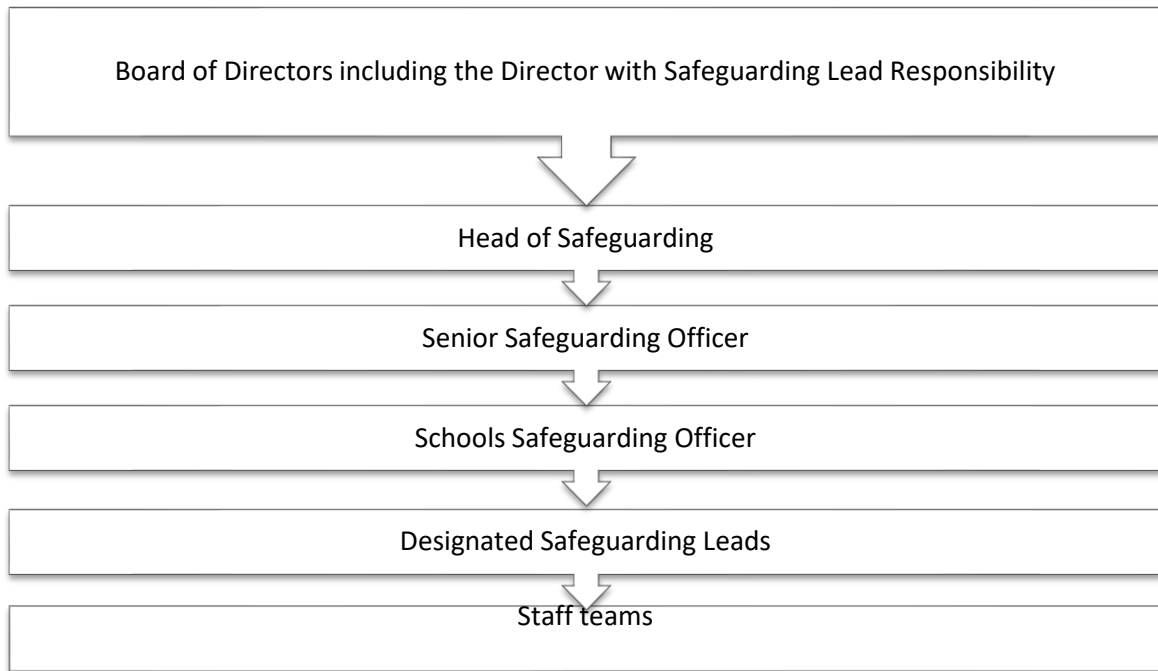 Board of Directors including the Director with Safeguarding Lead Responsibility
Head of Safeguarding
Senior Safeguarding Officer
Schools Safeguarding Officer
Designated Safeguarding Leads
Staff teams